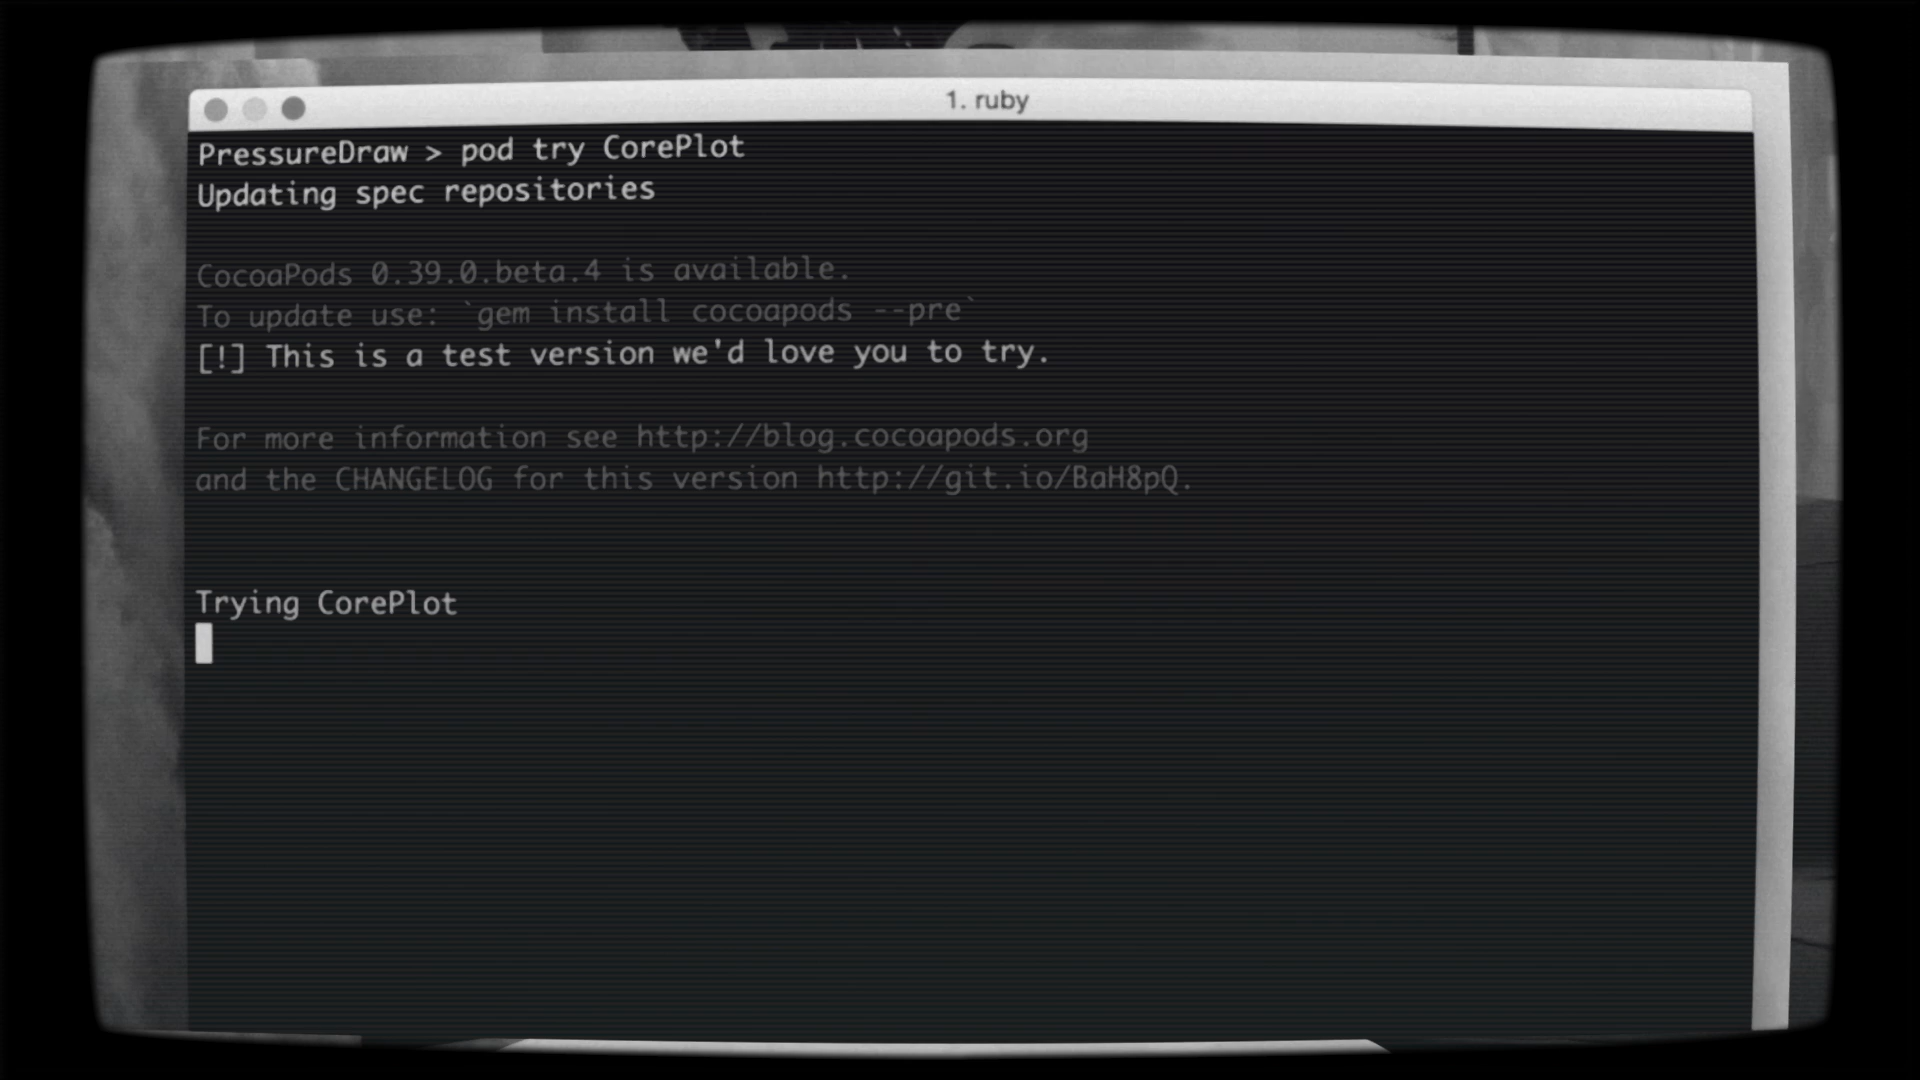 1. ruby
PressureDraw > pod try CorePlot
Updating spec repositories
CocoaPods 0.39.0.beta.4 is available.
To update use: `gem install cocoapods --pre`
[!] This is a test version we'd love you to try.
For more information see http://blog.cocoapods.org
and the CHANGELOG for this version http://git.io/BaH8pQ.
Trying CorePlot